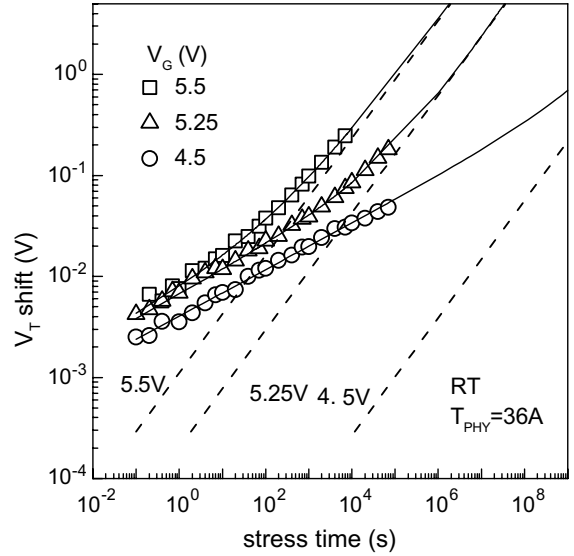 V_G (V)
5.5
5.25
4.5
10^0
10^-1
10^-2
10^-3
10^-4
V_T shift (V)
5.5V
5.25V
4. 5V
RT
T_PHY=36A
10^-2
10^0
10^2
10^4
10^6
10^8
stress time (s)